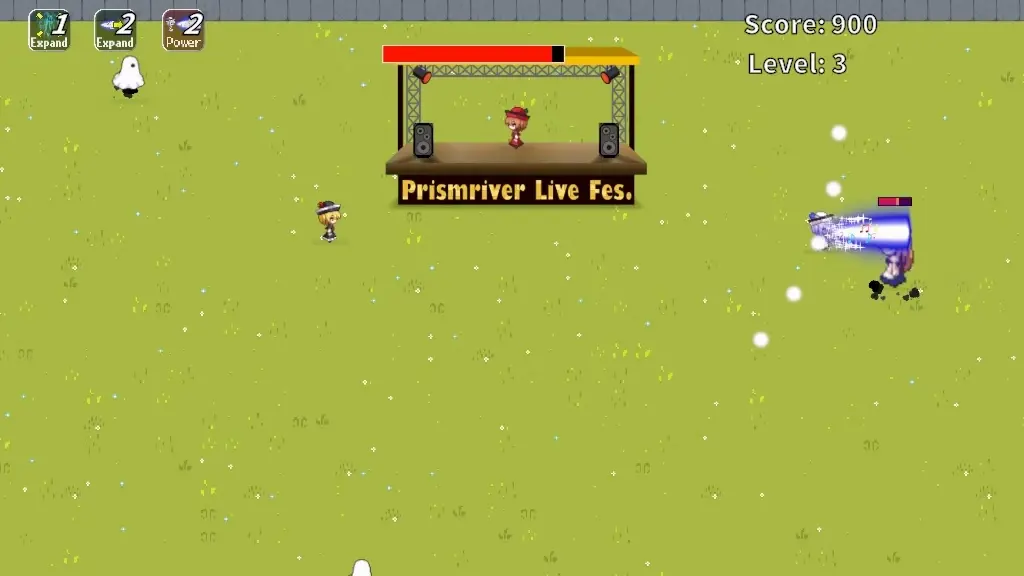 1
Expand
2
Expand
2
Power
Score: 900
Level: 3
Prismriver Live Fes.